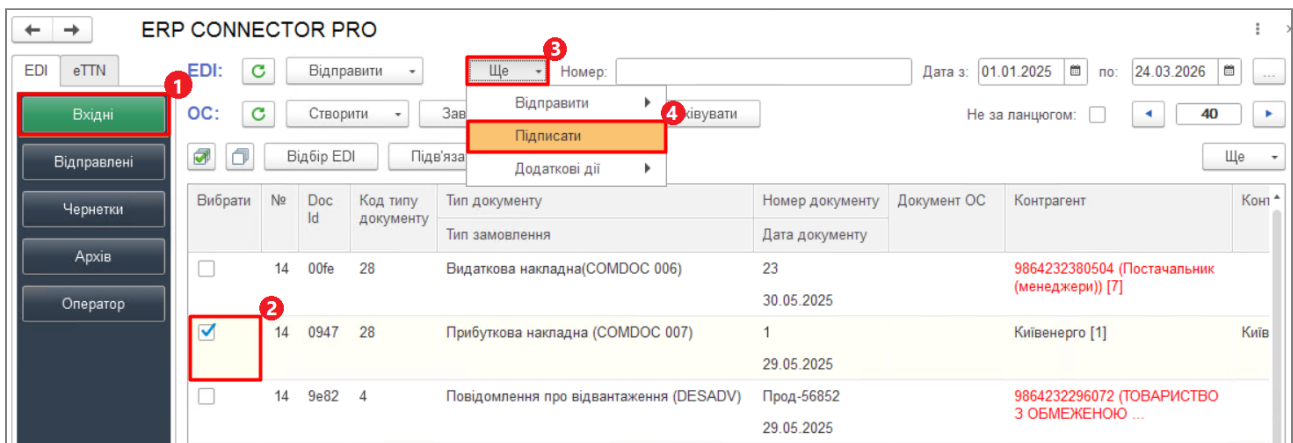 ERP CONNECTOR PRO
EDI eTTN
EDI: Відправити Ще Номер: Дата з: 01.01.2025 по: 24.03.2026 ...
ОС: Створити Зав ківувати Не за ланцюгом: 40
Відбір EDI Підв'яза Ще
Відправити
Підписати
Додаткові дії
1
2
3
4
Вхідні
Відправлені
Чернетки
Архів
Оператор
Вибрати № Doc Id Код типу документу Тип документу Номер документу Документ ОС Контрагент Конт
Тип замовлення Дата документу
14 00fe 28 Видаткова накладна(COMDOC 006) 23 9864232380504 (Постачальник
(менеджери)) [7]
30.05.2025
14 0947 28 Прибуткова накладна (COMDOC 007) 1 Київенерго [1] Київ
29.05.2025
14 9e82 4 Повідомлення про відвантаження (DESADV) Прод-56852 9864232296072 (ТОВАРИСТВО
З ОБМЕЖЕНОЮ ...
29.05.2025